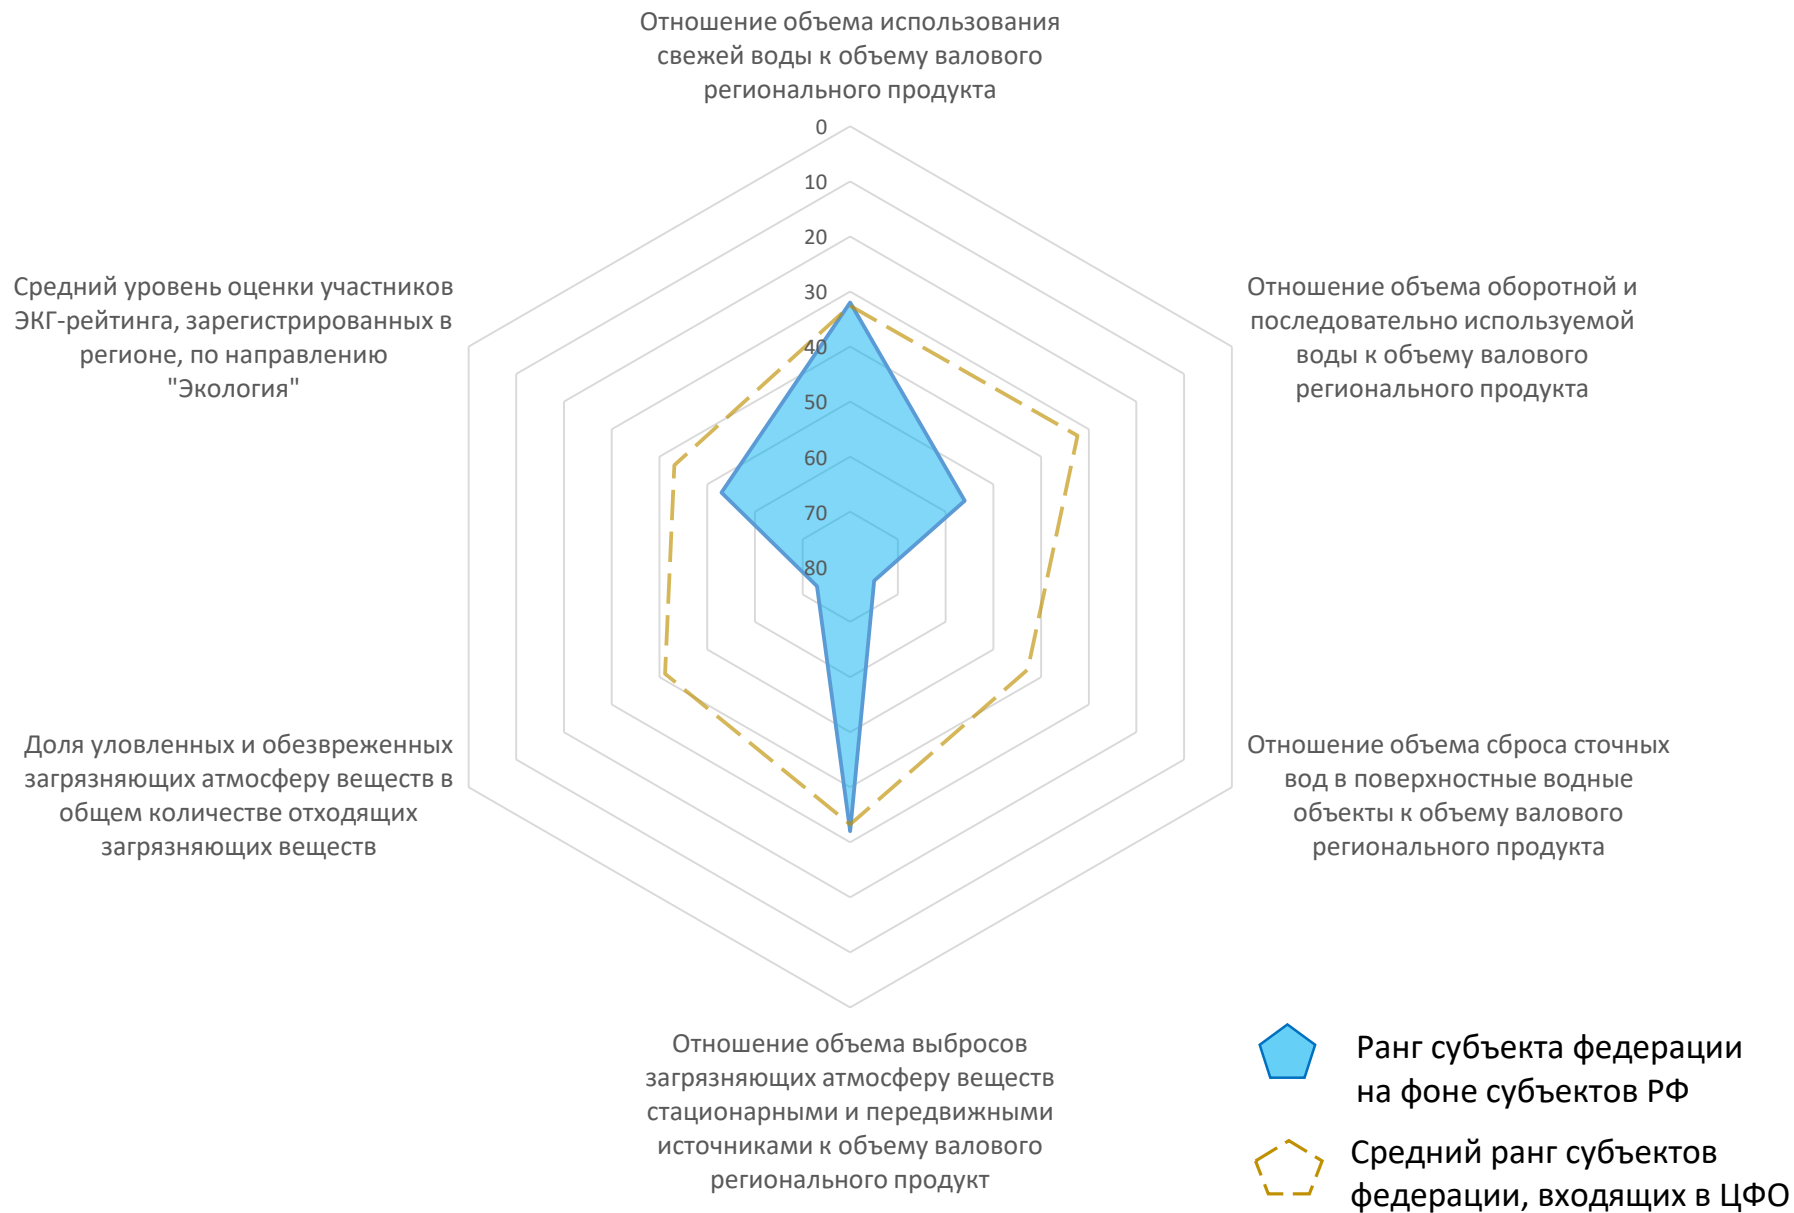 Отношение объема использования
свежей воды к объему валового
регионального продукта
0
10
20
30
40
50
60
70
80
Отношение объема оборотной и
последовательно используемой
воды к объему валового
регионального продукта
Отношение объема сброса сточных
вод в поверхностные водные
объекты к объему валового
регионального продукта
Отношение объема выбросов
загрязняющих атмосферу веществ
стационарными и передвижными
источниками к объему валового
регионального продукт
Доля уловленных и обезвреженных
загрязняющих атмосферу веществ в
общем количестве отходящих
загрязняющих веществ
Средний уровень оценки участников
ЭКГ-рейтинга, зарегистрированных в
регионе, по направлению
"Экология"
Ранг субъекта федерации
на фоне субъектов РФ
Средний ранг субъектов
федерации, входящих в ЦФО